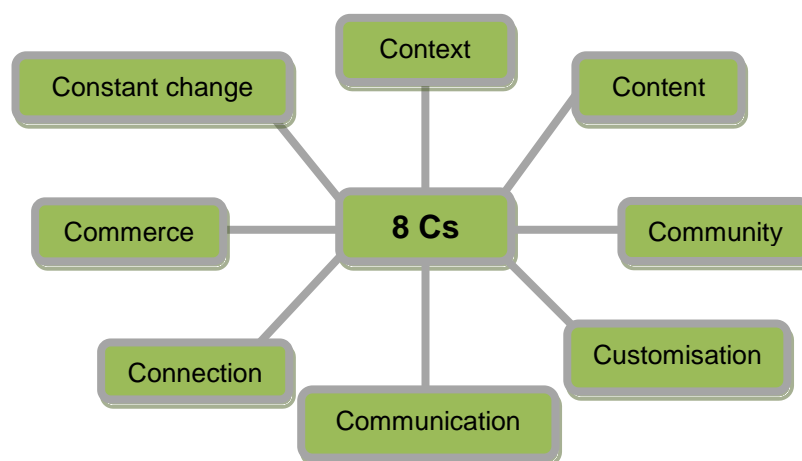 Context
Constant change
Content
8 Cs
Commerce
Community
Connection
Customisation
Communication